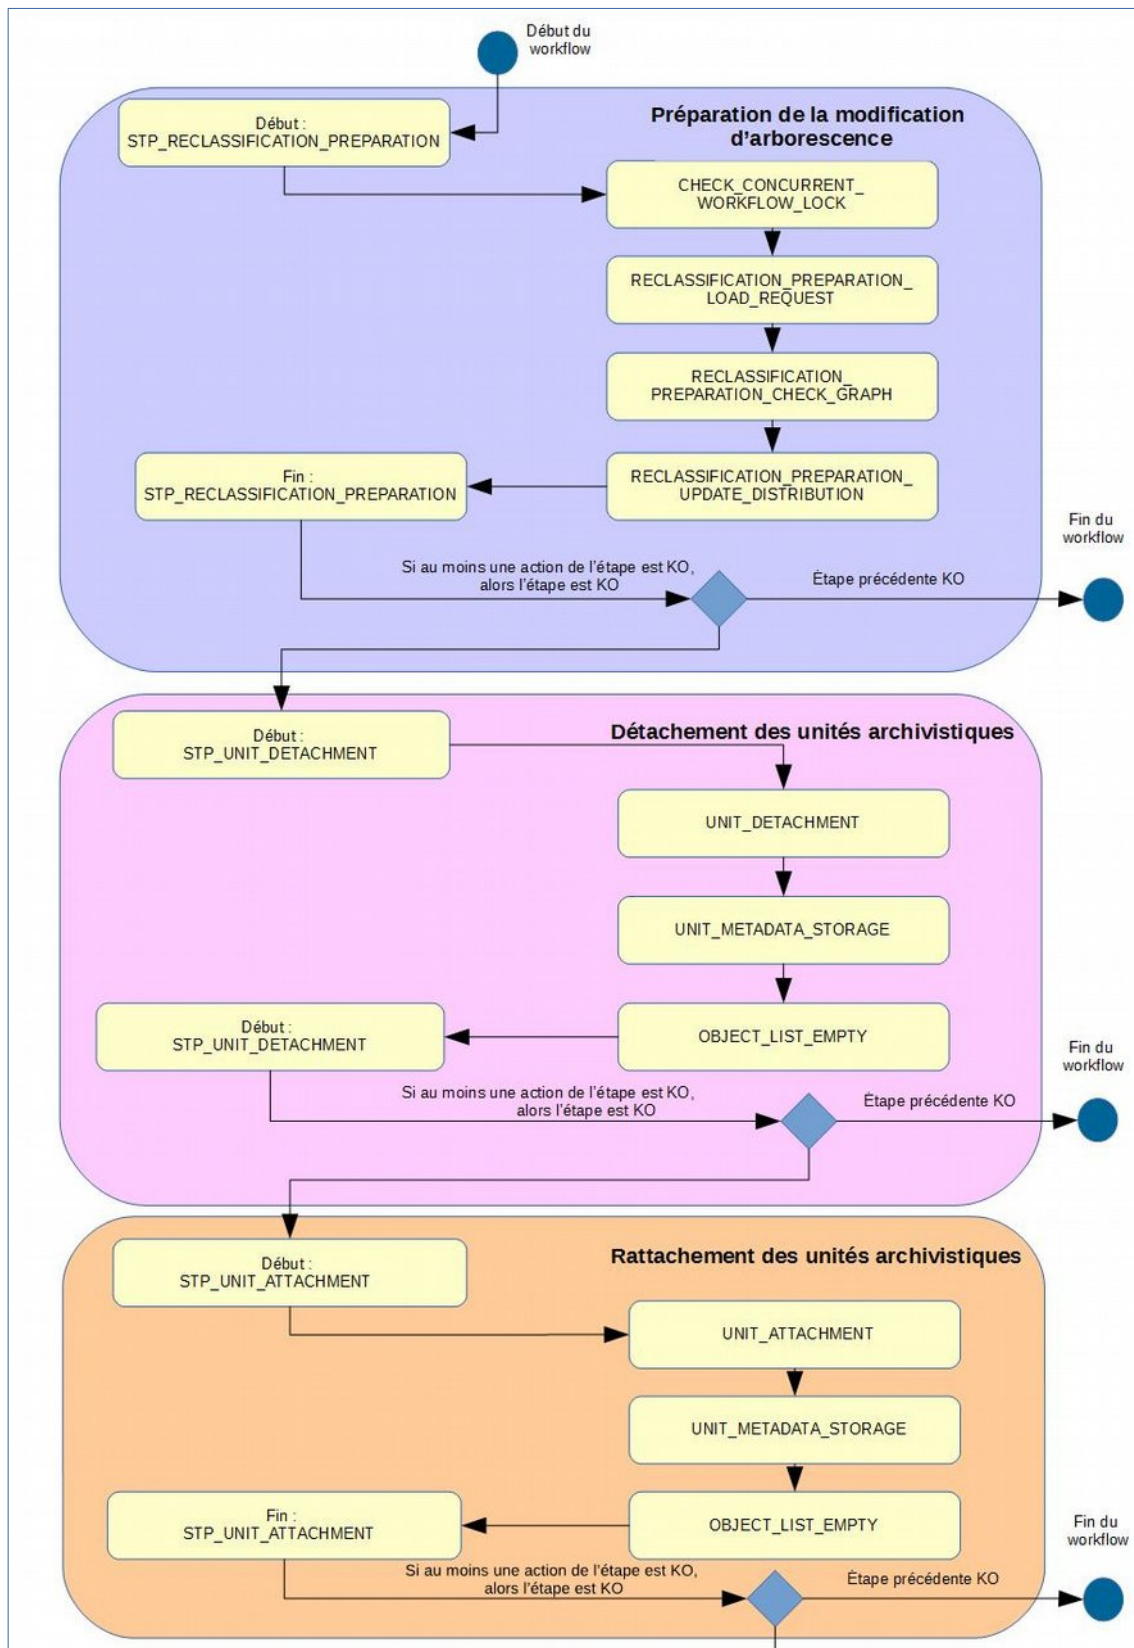 Début du
workflow
Préparation de la modification
d'arborescence
Début :
STP_RECLASSIFICATION_PREPARATION
CHECK_CONCURRENT_
WORKFLOW_LOCK
RECLASSIFICATION_PREPARATION_
LOAD_REQUEST
RECLASSIFICATION_
PREPARATION_CHECK_GRAPH
RECLASSIFICATION_PREPARATION_
UPDATE_DISTRIBUTION
Fin :
STP_RECLASSIFICATION_PREPARATION
Si au moins une action de l'étape est KO,
alors l'étape est KO
Étape précédente KO
Fin du
workflow
Détachement des unités archivistiques
Début :
STP_UNIT_DETACHMENT
UNIT_DETACHMENT
UNIT_METADATA_STORAGE
OBJECT_LIST_EMPTY
Début :
STP_UNIT_DETACHMENT
Si au moins une action de l'étape est KO,
alors l'étape est KO
Étape précédente KO
Fin du
workflow
Rattachement des unités archivistiques
Début :
STP_UNIT_ATTACHMENT
UNIT_ATTACHMENT
UNIT_METADATA_STORAGE
OBJECT_LIST_EMPTY
Fin :
STP_UNIT_ATTACHMENT
Si au moins une action de l'étape est KO,
alors l'étape est KO
Étape précédente KO
Fin du
workflow